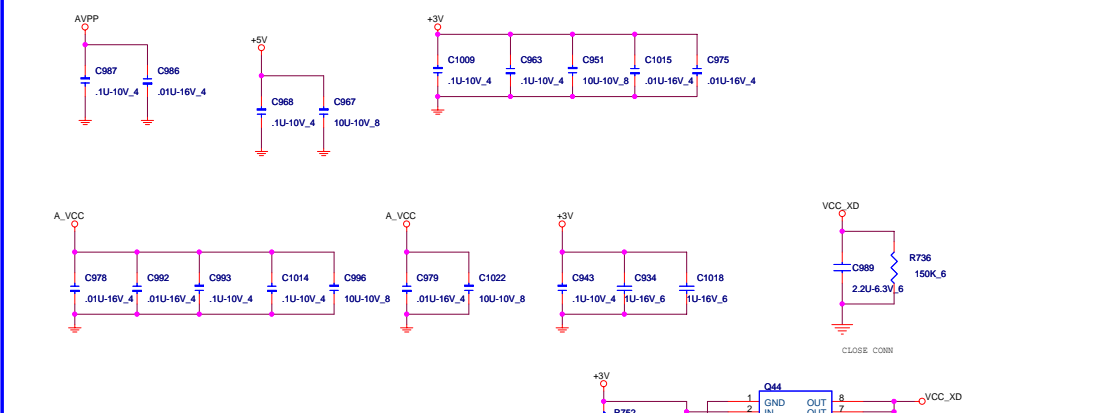 AVPP
C987
.1U-10V_4
C986
.01U-16V_4
+5V
C968
.1U-10V_4
C967
10U-10V_8
+3V
C1009
.1U-10V_4
C963
.1U-10V_4
C951
10U-10V_8
C1015
.01U-16V_4
C975
.01U-16V_4
A_VCC
C978
.01U-16V_4
C992
.01U-16V_4
C993
.1U-10V_4
C1014
.1U-10V_4
C996
10U-10V_8
A_VCC
C979
.01U-16V_4
C1022
10U-10V_8
+3V
C943
.1U-10V_4
C934
1U-16V_6
C1018
1U-16V_6
VCC_XD
C989
2.2U-6.3V_6
R736
150K_6
CLOSE CONN
+3V
R752
Q44
1 GND OUT 8
2 IN OUT 7
VCC_XD